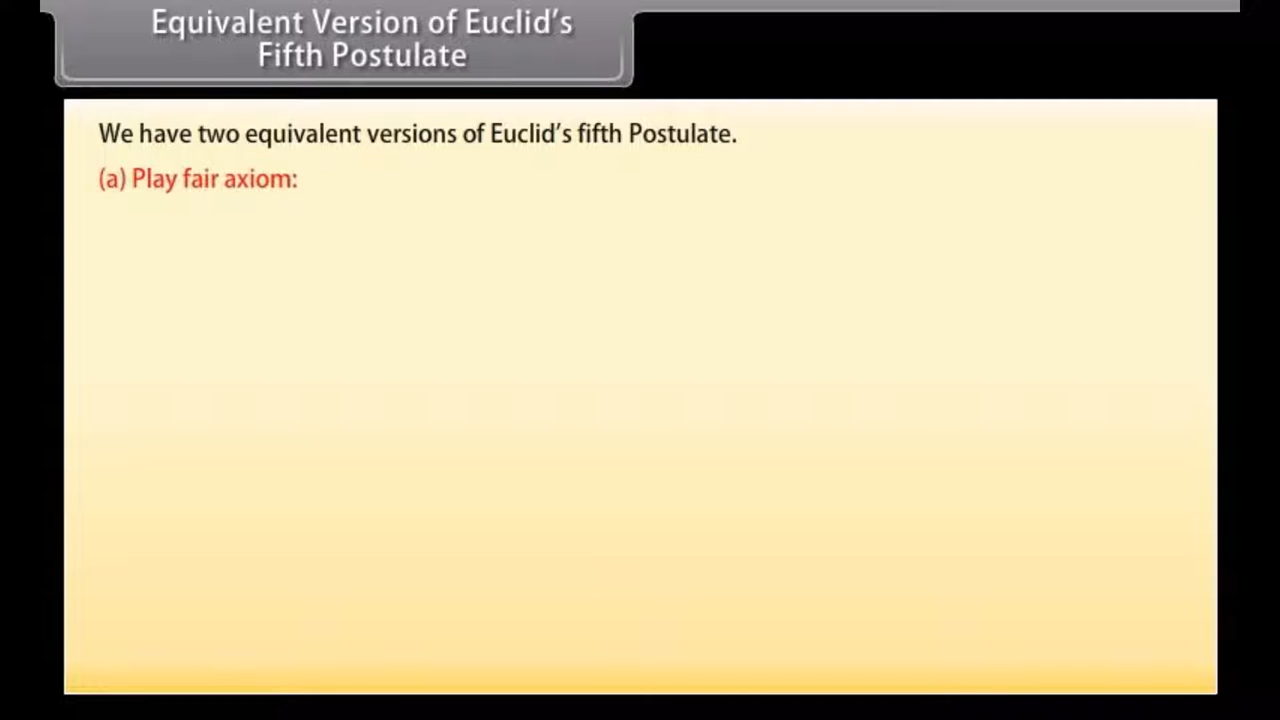 Equivalent Version of Euclid's
Fifth Postulate
We have two equivalent versions of Euclid's fifth Postulate.
(a) Play fair axiom: